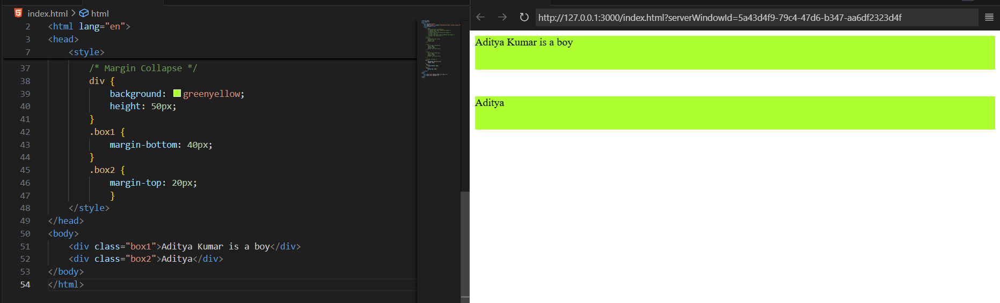 index.html > html
2 <html lang="en">
3 <head>
7 <style>
37 /* Margin Collapse */
38 div {
39 background: greenyellow;
40 height: 50px;
41 }
42 .box1 {
43 margin-bottom: 40px;
44 }
45 .box2 {
46 margin-top: 20px;
47 }
48 </style>
49 </head>
50 <body>
51 <div class="box1">Aditya Kumar is a boy</div>
52 <div class="box2">Aditya</div>
53 </body>
54 </html>
http://127.0.0.1:3000/index.html?serverWindowId=5a43d4f9-79c4-47d6-b347-aa6df2323d4f
Aditya Kumar is a boy
Aditya